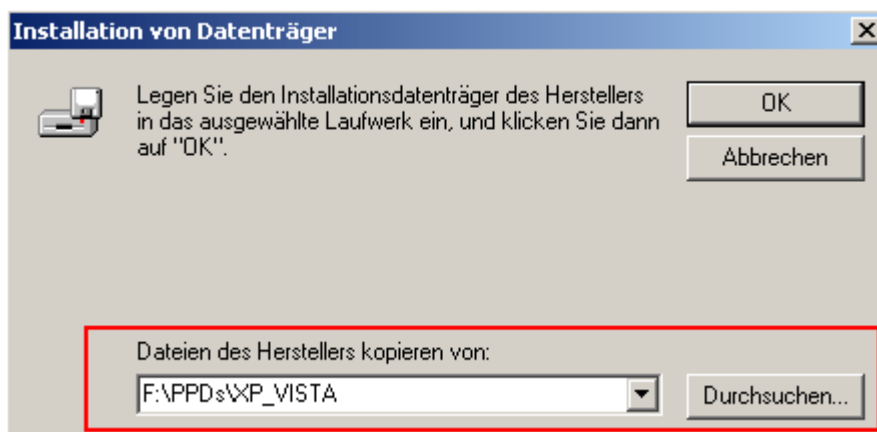 Installation von Datenträger
Legen Sie den Installationsdatenträger des Herstellers
in das ausgewählte Laufwerk ein, und klicken Sie dann
auf "OK".
OK
Abbrechen
Dateien des Herstellers kopieren von:
F:\PPDs\XP_VISTA
Durchsuchen...